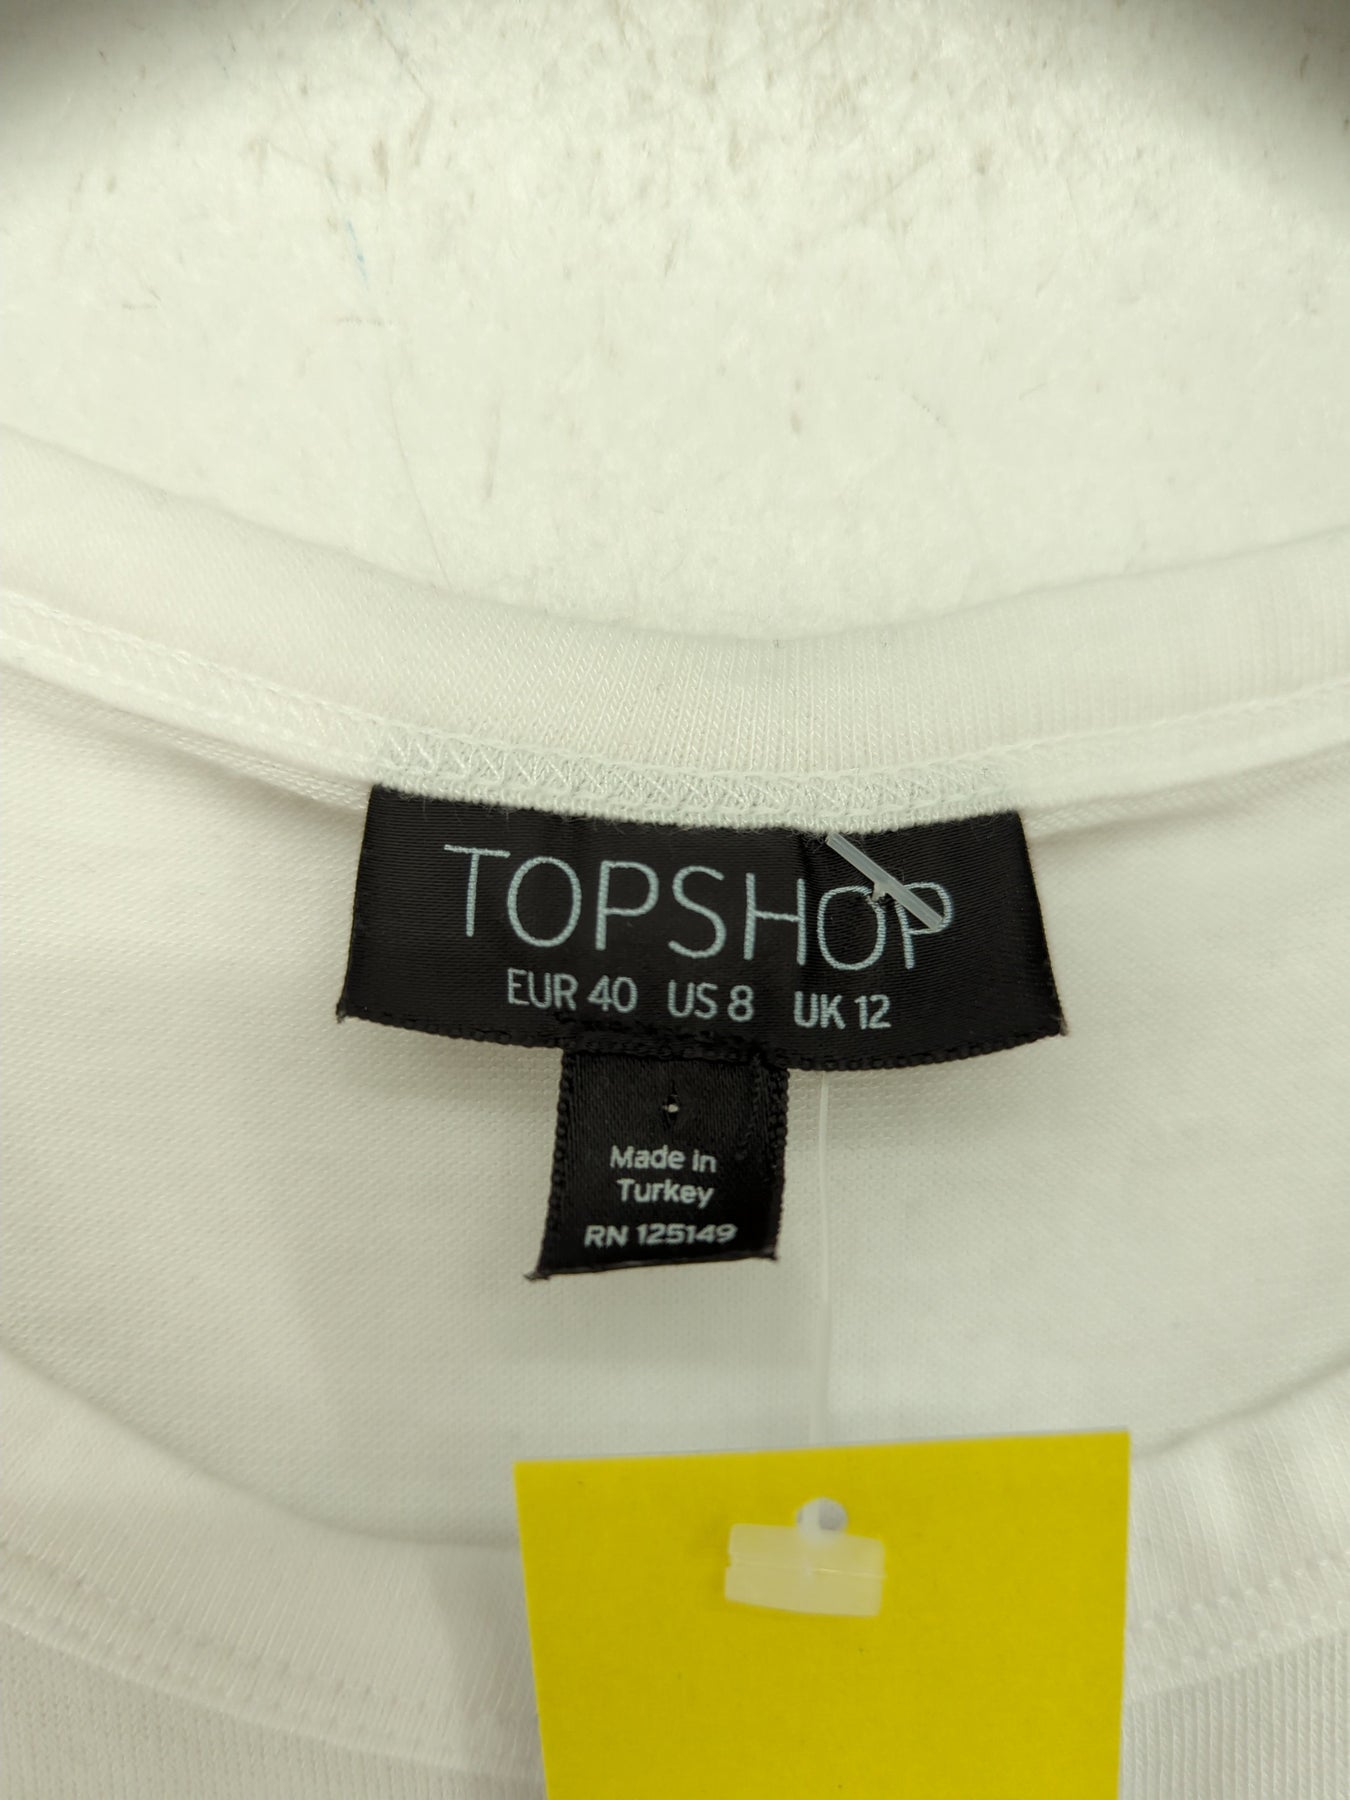 TOPSHOP
EUR 40 US 8 UK 12
Made in
Turkey
RN 125149